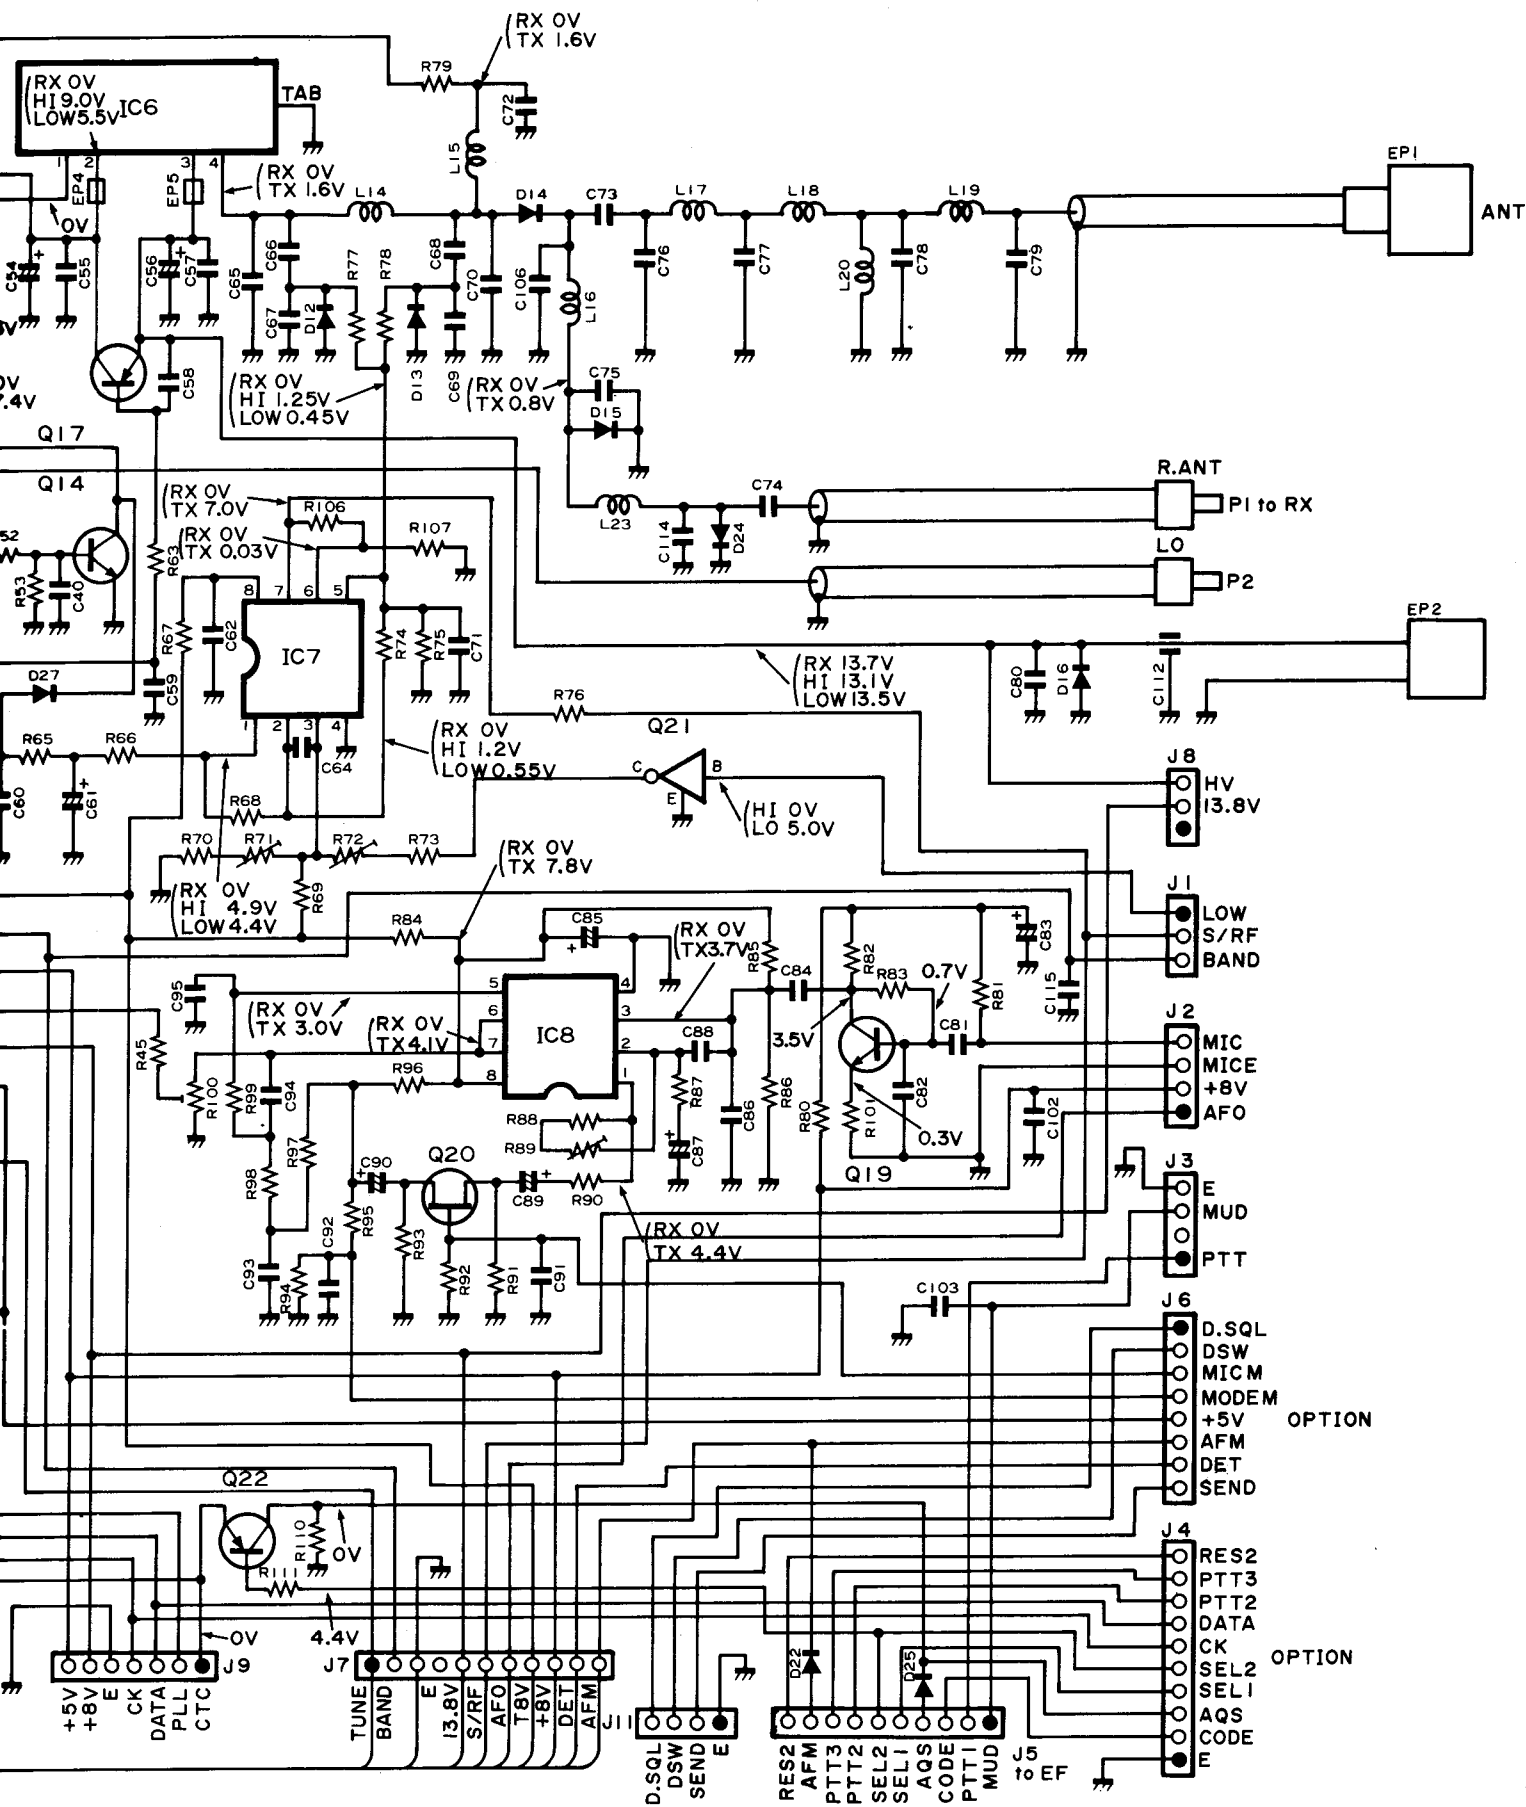 (RX 0V
(TX 1.6V
R79
C72
L15
TAB
(RX 0V
HI 9.0V
LOW 5.5V
IC6
1
2
3
4
EP4
EP5
(RX 0V
(TX 1.6V
0V
L14
D14
C73
L17
L18
L19
EP1
ANT
C54
+
C55
C56
+
C57
C65
C66
C67
D12
R77
R78
C68
C70
C106
L16
C76
C77
L20
C78
C79
D13
C69
C58
(RX 0V
HI 1.25V
(LOW 0.45V
(RX 0V
(TX 0.8V
C75
D15
7.4V
Q17
Q14
(RX 0V
(TX 7.0V
R106
(RX 0V
(TX 0.03V
R107
L23
C114
D24
C74
R.ANT
P1 to RX
LO
P2
EP2
52
R53
C40
R63
R67
C62
8
7
6
5
IC7
1
2
3
4
R74
R75
C71
D27
C59
(RX 13.7V
HI 13.1V
(LOW 13.5V
C80
D16
C112
R65
R66
C60
C61
+
C64
R68
(RX 0V
HI 1.2V
(LOW 0.55V
R76
Q21
C
B
E
(HI 0V
(LO 5.0V
J8
HV
13.8V
R70
R71
R72
R73
R69
(RX 0V
HI 4.9V
(LOW 4.4V
(RX 0V
(TX 7.8V
R84
C85
+
(RX 0V
(TX3.7V
R85
C84
R82
R83
0.7V
R81
C83
+
C115
J1
LOW
S/RF
BAND
C95
(RX 0V
(TX 3.0V
(RX 0V
(TX4.1V
5
6
7
8
IC8
4
3
2
1
C88
3.5V
C81
J2
MIC
MICE
+8V
AFO
R45
R100
R99
C94
R96
R97
R98
R88
R89
R87
C87
+
C86
R86
R80
R101
C82
0.3V
C102
Q19
C90
+
Q20
C89
+
R90
R95
C92
C93
R94
R93
R92
R91
C91
(RX 0V
(TX 4.4V
J3
E
MUD
PTT
C103
J6
D.SQL
DSW
MICM
MODEM
+5V
AFM
DET
SEND
OPTION
Q22
R110
0V
R111
4.4V
0V
J4
RES2
PTT3
PTT2
DATA
CK
SEL2
SEL1
AQS
CODE
E
OPTION
J9
+5V
+8V
E
CK
DATA
PLL
CTC
J7
TUNE
BAND
E
13.8V
S/RF
AFO
T8V
+8V
DET
AFM
J11
D.SQL
DSW
SEND
E
D22
D25
RES2
AFM
PTT3
PTT2
SEL2
SEL1
AQS
CODE
PTT1
MUD
J5
to EF